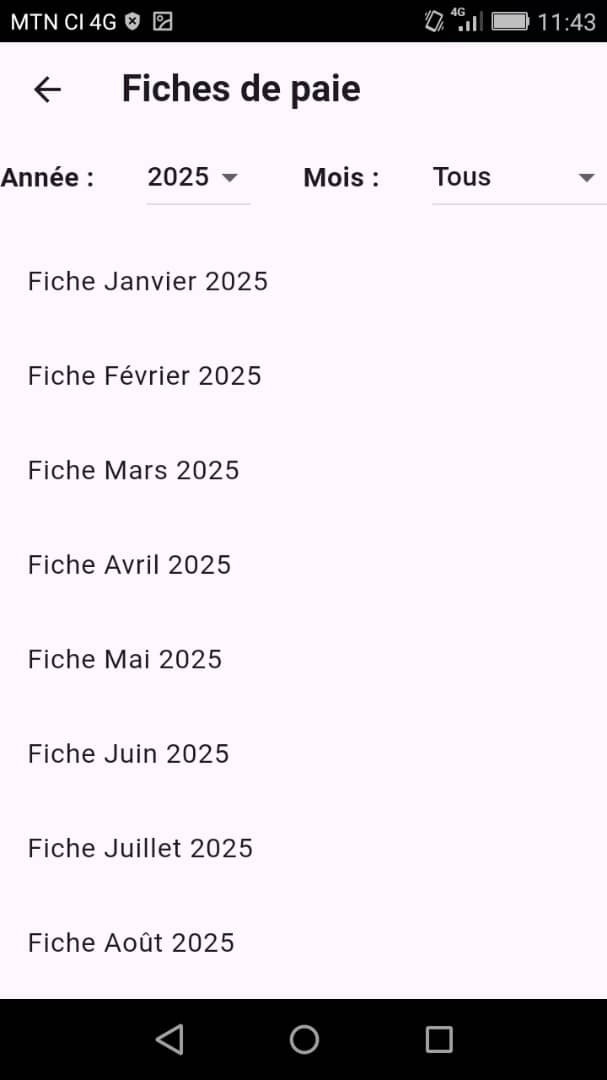 MTN CI 4G 4G 11:43
Fiches de paie
Année : 2025 Mois : Tous
Fiche Janvier 2025
Fiche Février 2025
Fiche Mars 2025
Fiche Avril 2025
Fiche Mai 2025
Fiche Juin 2025
Fiche Juillet 2025
Fiche Août 2025